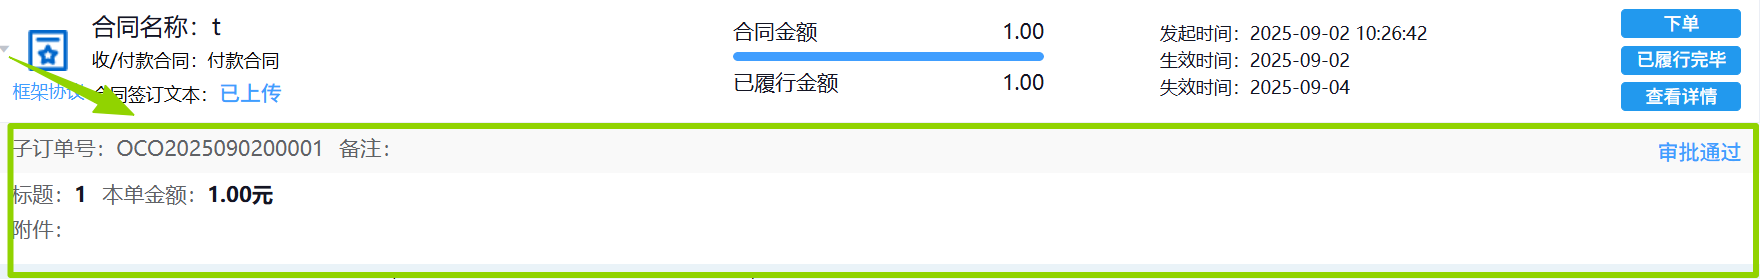 合同名称：t
收/付款合同：付款合同
框架协议
合同签订文本：已上传
合同金额 1.00
已履行金额 1.00
发起时间：2025-09-02 10:26:42
生效时间：2025-09-02
失效时间：2025-09-04
下单
已履行完毕
查看详情
子订单号：OCO2025090200001 备注：
审批通过
标题：1 本单金额：1.00元
附件：